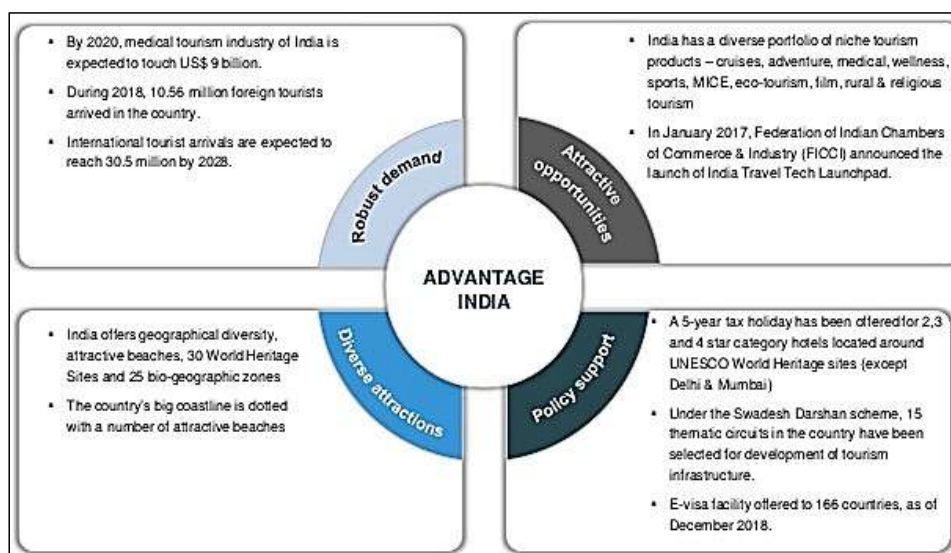 ▪ By 2020, medical tourism industry of India is
expected to touch US$ 9 billion.
▪ During 2018, 10.56 million foreign tourists
arrived in the country.
▪ International tourist arrivals are expected to
reach 30.5 million by 2028.
Robust demand
▪ India has a diverse portfolio of niche tourism
products – cruises, adventure, medical, wellness,
sports, MICE, eco-tourism, film, rural & religious
tourism
▪ In January 2017, Federation of Indian Chambers
of Commerce & Industry (FICCI) announced the
launch of India Travel Tech Launchpad.
Attractive
opportunities
ADVANTAGE
INDIA
▪ India offers geographical diversity,
attractive beaches, 30 World Heritage
Sites and 25 bio-geographic zones
▪ The country's big coastline is dotted
with a number of attractive beaches
Diverse attractions
▪ A 5-year tax holiday has been offered for 2,3
and 4 star category hotels located around
UNESCO World Heritage sites (except
Delhi & Mumbai)
▪ Under the Swadesh Darshan scheme, 15
thematic circuits in the country have been
selected for development of tourism
infrastructure.
▪ E-visa facility offered to 166 countries, as of
December 2018.
Policy support